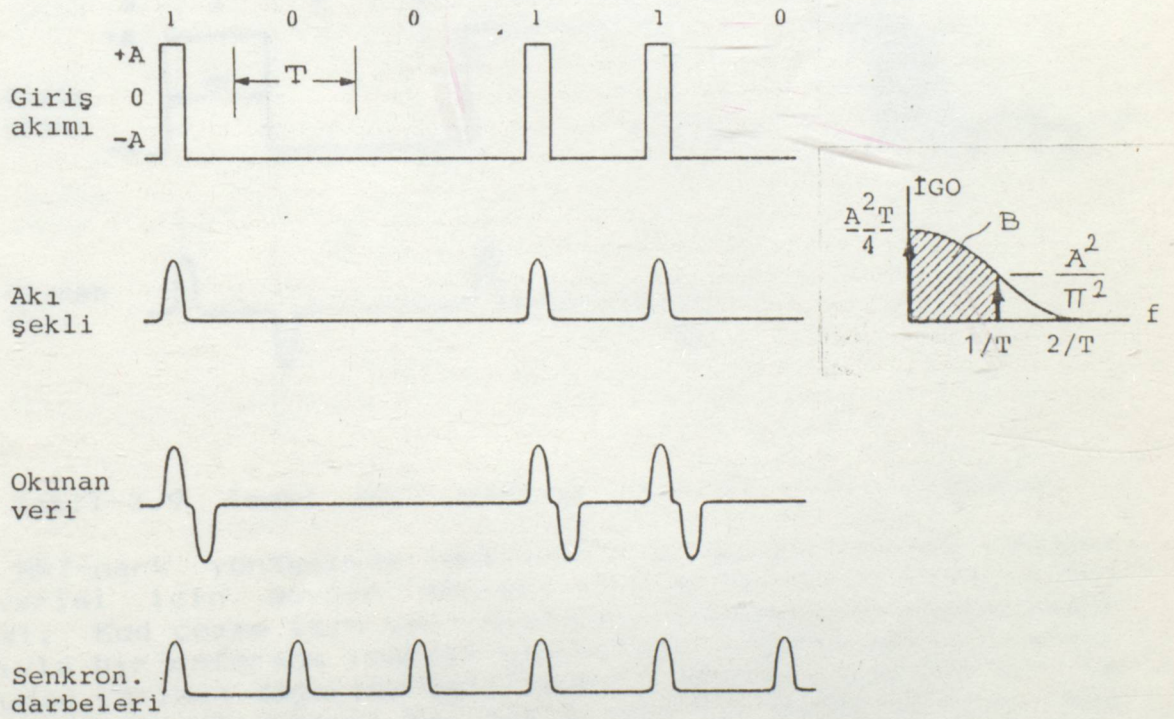 1 0 0 1 1 0
+A
T
Giriş
0
akımı
-A
İGO
A²T
4
B
A²
π²
f
1/T 2/T
Akı
şekli
Okunan
veri
Senkron.
darbeleri